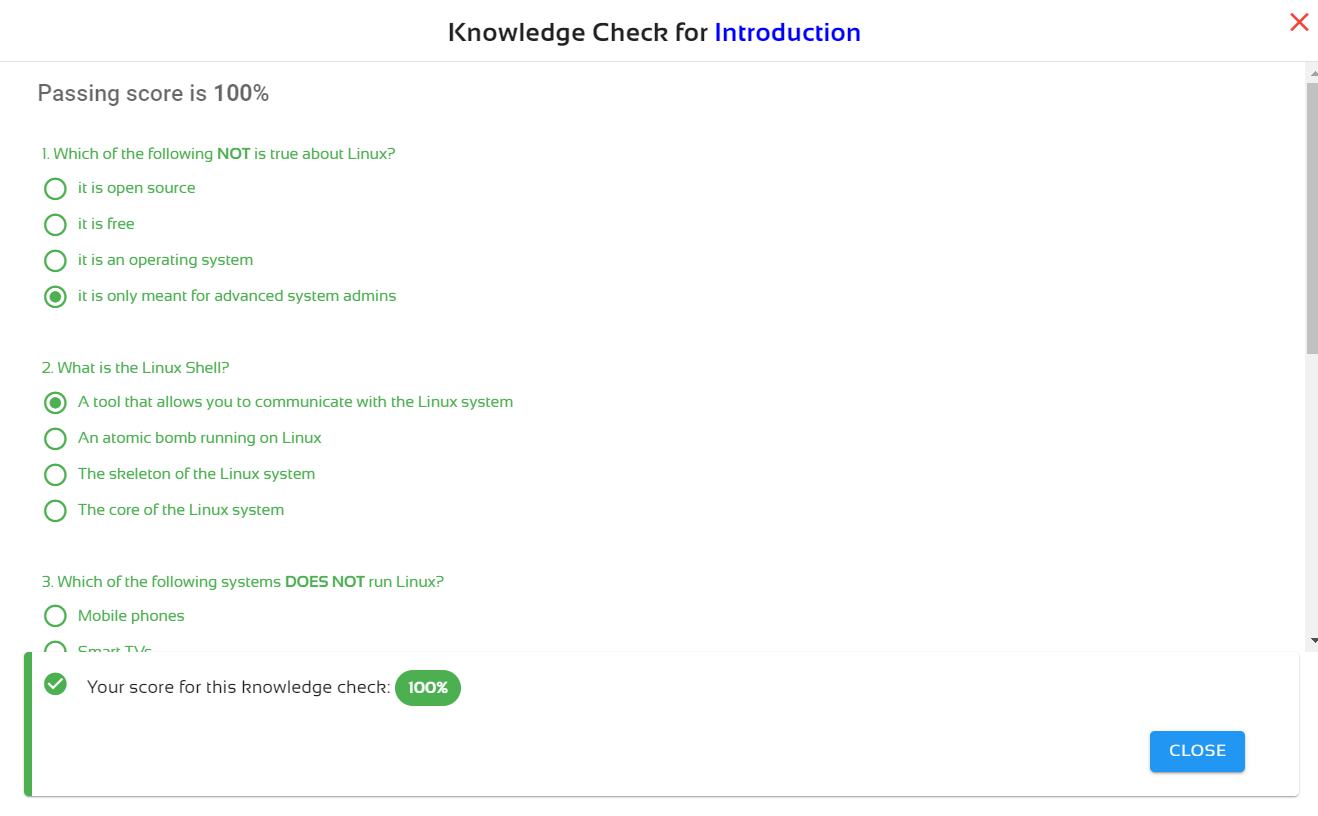 Knowledge Check for Introduction
Passing score is 100%
1. Which of the following NOT is true about Linux?
it is open source
it is free
it is an operating system
it is only meant for advanced system admins
2. What is the Linux Shell?
A tool that allows you to communicate with the Linux system
An atomic bomb running on Linux
The skeleton of the Linux system
The core of the Linux system
3. Which of the following systems DOES NOT run Linux?
Mobile phones
Smart TVs
Your score for this knowledge check: 100%
CLOSE